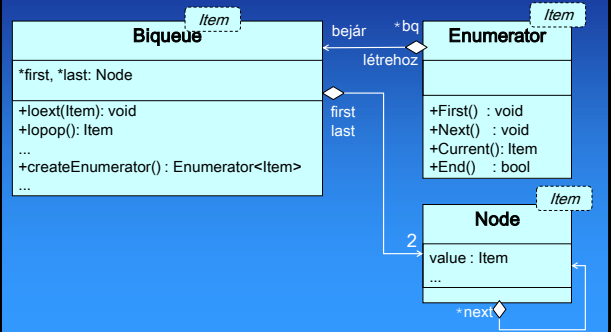 Item
Biqueue
*first, *last: Node
+loext(Item): void
+lopop(): Item
...
+createEnumerator() : Enumerator<Item>
...
bejár
*bq
létrehoz
first
last
2
Item
Enumerator
+First() : void
+Next() : void
+Current(): Item
+End() : bool
Item
Node
value : Item
...
*next